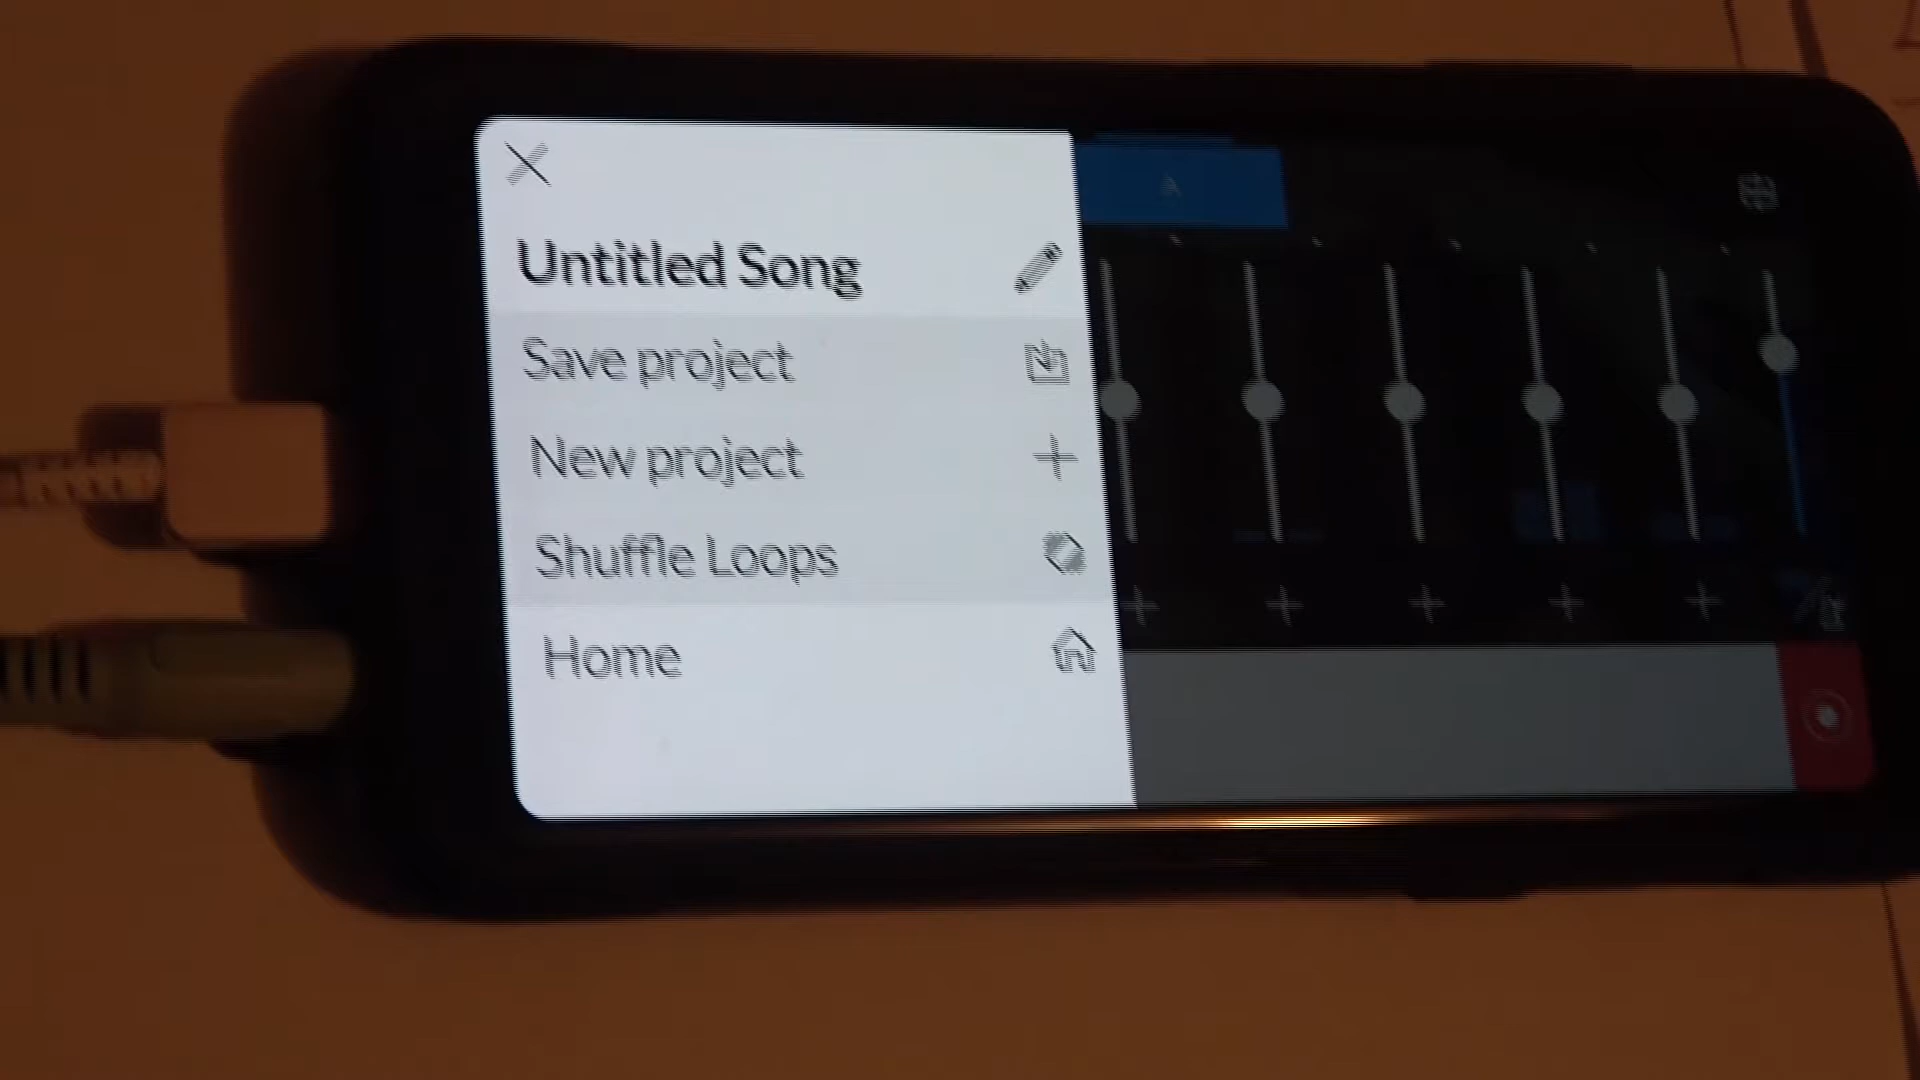 Untitled Song
Save project
New project
Shuffle Loops
Home
A